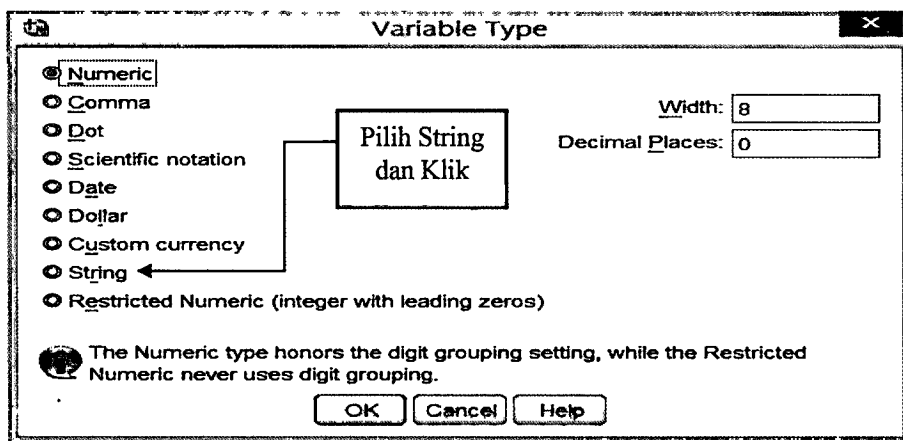 Variable Type
Numeric
Comma
Dot
Scientific notation
Date
Dollar
Custom currency
String
Restricted Numeric (integer with leading zeros)
Pilih String
dan Klik
Width: 8
Decimal Places: 0
The Numeric type honors the digit grouping setting, while the Restricted
Numeric never uses digit grouping.
OK Cancel Help